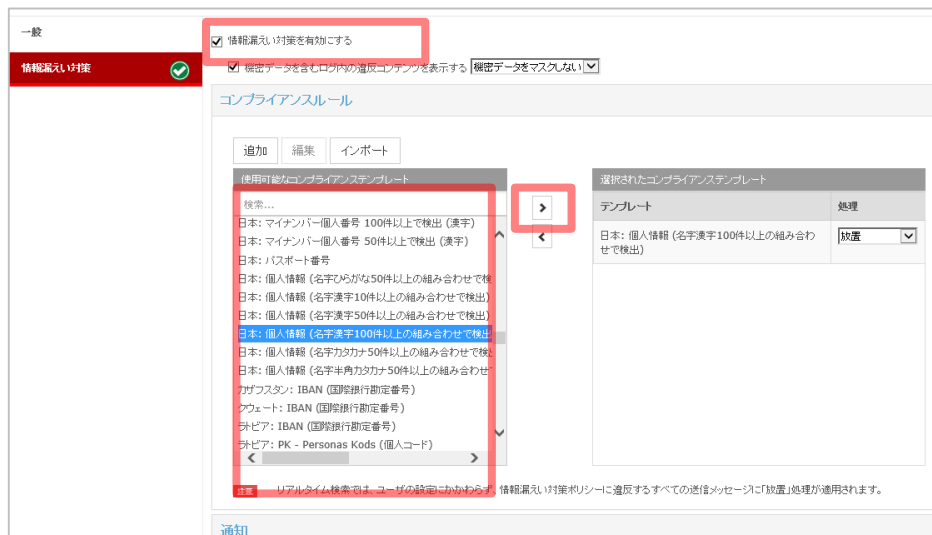 一般
情報漏えい対策
情報漏えい対策を有効にする
機密データを含むログ内の違反コンテンツを表示する 機密データをマスクしない
コンプライアンスルール
追加 編集 インポート
使用可能なコンプライアンステンプレート
検索...
日本: マイナンバー個人番号 100件以上で検出 (漢字)
日本: マイナンバー個人番号 50件以上で検出 (漢字)
日本: パスポート番号
日本: 個人情報 (名字ひらがな50件以上の組み合わせで検
日本: 個人情報 (名字漢字10件以上の組み合わせで検出)
日本: 個人情報 (名字漢字50件以上の組み合わせで検出)
日本: 個人情報 (名字漢字100件以上の組み合わせで検出
日本: 個人情報 (名字カタカナ50件以上の組み合わせで検
日本: 個人情報 (名字半角カタカナ50件以上の組み合わせ
カザフスタン: IBAN (国際銀行勘定番号)
クウェート: IBAN (国際銀行勘定番号)
ラトビア: IBAN (国際銀行勘定番号)
ラトビア: PK - Personas Kods (個人コード)
選択されたコンプライアンステンプレート
テンプレート 処理
日本: 個人情報 (名字漢字100件以上の組み合わ
せで検出)
放置
注意 リアルタイム検索では、ユーザの設定にかかわらず、情報漏えい対策ポリシーに違反するすべての送信メッセージに「放置」処理が適用されます。
通知